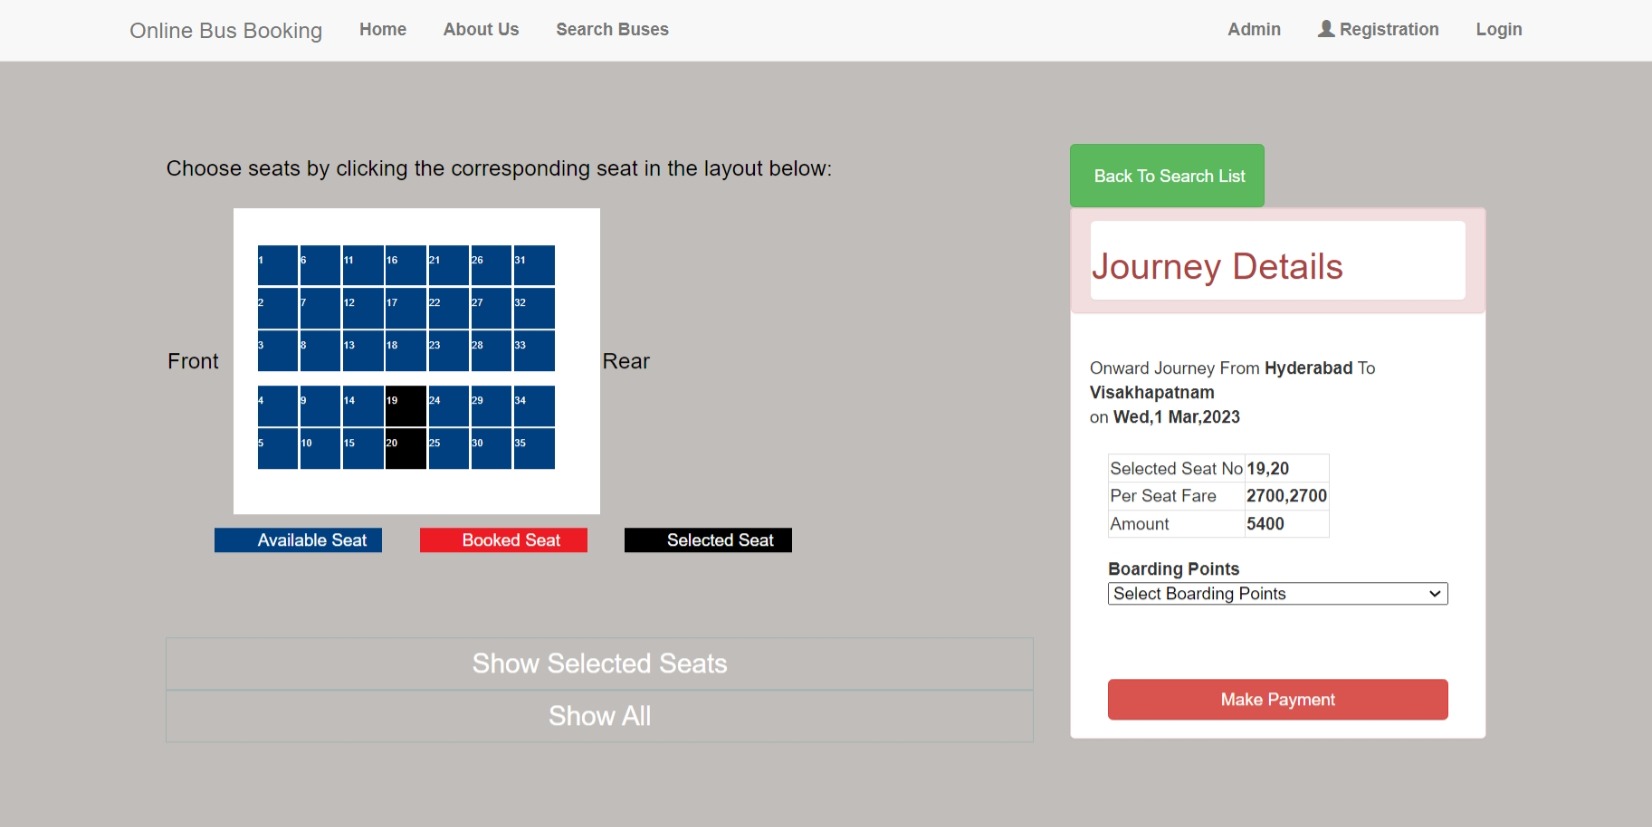 Online Bus Booking Home About Us Search Buses Admin Registration Login
Choose seats by clicking the corresponding seat in the layout below:
1 6 11 16 21 26 31
2 7 12 17 22 27 32
3 8 13 18 23 28 33
Front Rear
4 9 14 19 24 29 34
5 10 15 20 25 30 35
Available Seat Booked Seat Selected Seat
Show Selected Seats
Show All
Back To Search List
Journey Details
Onward Journey From Hyderabad To
Visakhapatnam
on Wed,1 Mar,2023
Selected Seat No 19,20
Per Seat Fare 2700,2700
Amount 5400
Boarding Points
Select Boarding Points
Make Payment